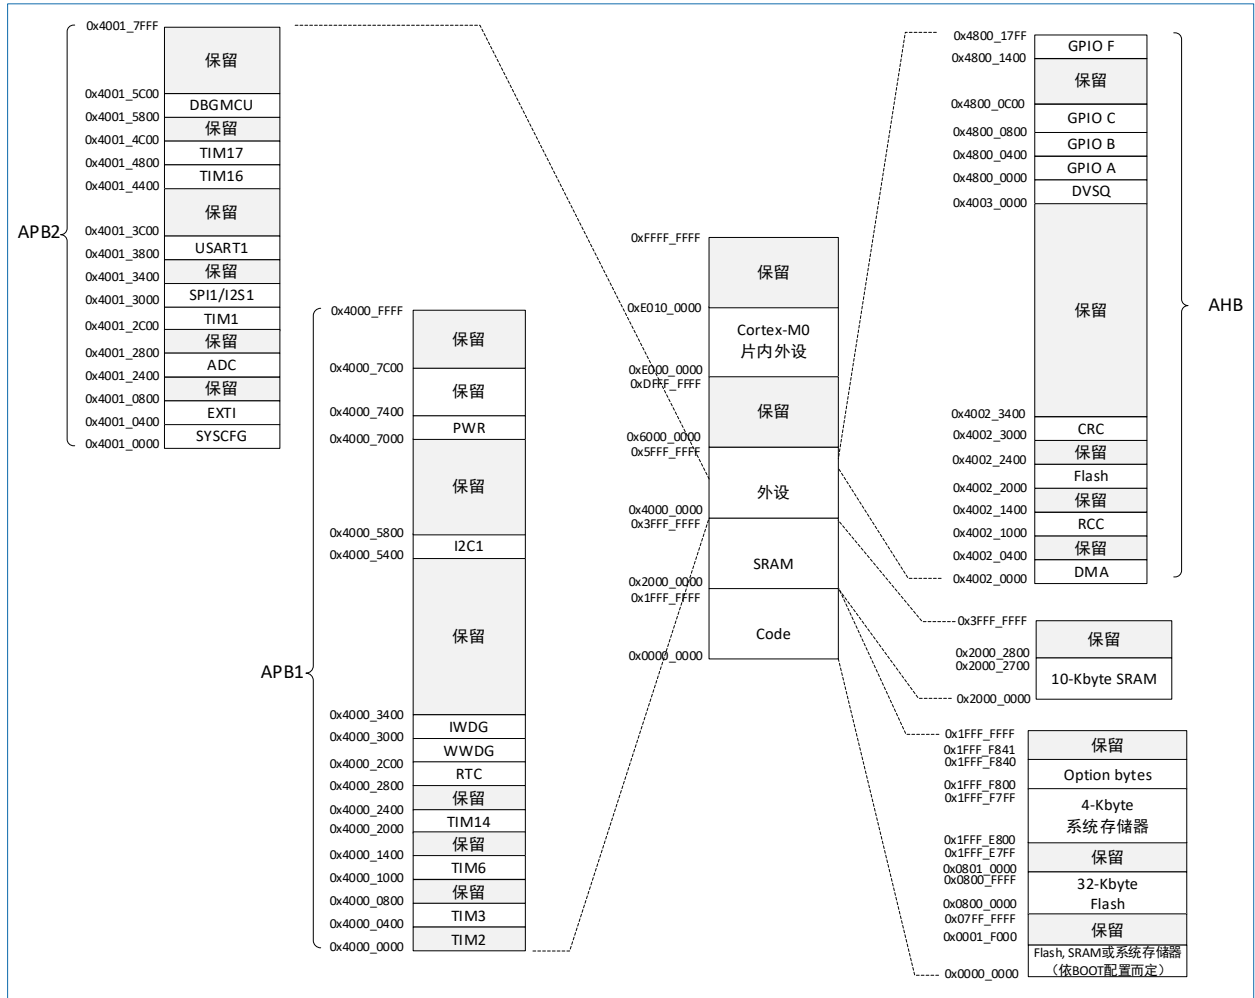 APB2
0x4001_7FFF
保留
0x4001_5C00
DBGMCU
0x4001_5800
保留
0x4001_4C00
TIM17
0x4001_4800
TIM16
0x4001_4400
保留
0x4001_3C00
USART1
0x4001_3800
保留
0x4001_3400
SPI1/I2S1
0x4001_3000
TIM1
0x4001_2C00
保留
0x4001_2800
ADC
0x4001_2400
保留
0x4001_0800
EXTI
0x4001_0400
SYSCFG
0x4001_0000
APB1
0x4000_FFFF
保留
0x4000_7C00
保留
0x4000_7400
PWR
0x4000_7000
保留
0x4000_5800
I2C1
0x4000_5400
保留
0x4000_3400
IWDG
0x4000_3000
WWDG
0x4000_2C00
RTC
0x4000_2800
保留
0x4000_2400
TIM14
0x4000_2000
保留
0x4000_1400
TIM6
0x4000_1000
保留
0x4000_0800
TIM3
0x4000_0400
TIM2
0x4000_0000
0xFFFF_FFFF
保留
0xE010_0000
Cortex-M0
片内外设
0xE000_0000
0xDFFF_FFFF
保留
0x6000_0000
0x5FFF_FFFF
外设
0x4000_0000
0x3FFF_FFFF
SRAM
0x2000_0000
0x1FFF_FFFF
Code
0x0000_0000
AHB
0x4800_17FF
GPIO F
0x4800_1400
保留
0x4800_0C00
GPIO C
0x4800_0800
GPIO B
0x4800_0400
GPIO A
0x4800_0000
DVSQ
0x4003_0000
保留
0x4002_3400
CRC
0x4002_3000
保留
0x4002_2400
Flash
0x4002_2000
保留
0x4002_1400
RCC
0x4002_1000
保留
0x4002_0400
DMA
0x4002_0000
0x3FFF_FFFF
保留
0x2000_2800
0x2000_2700
10-Kbyte SRAM
0x2000_0000
0x1FFF_FFFF
保留
0x1FFF_F841
0x1FFF_F840
Option bytes
0x1FFF_F800
0x1FFF_F7FF
4-Kbyte
系统存储器
0x1FFF_E800
0x1FFF_E7FF
保留
0x0801_0000
0x0800_FFFF
32-Kbyte
Flash
0x0800_0000
0x07FF_FFFF
保留
0x0001_F000
Flash, SRAM或系统存储器
（依BOOT配置而定）
0x0000_0000